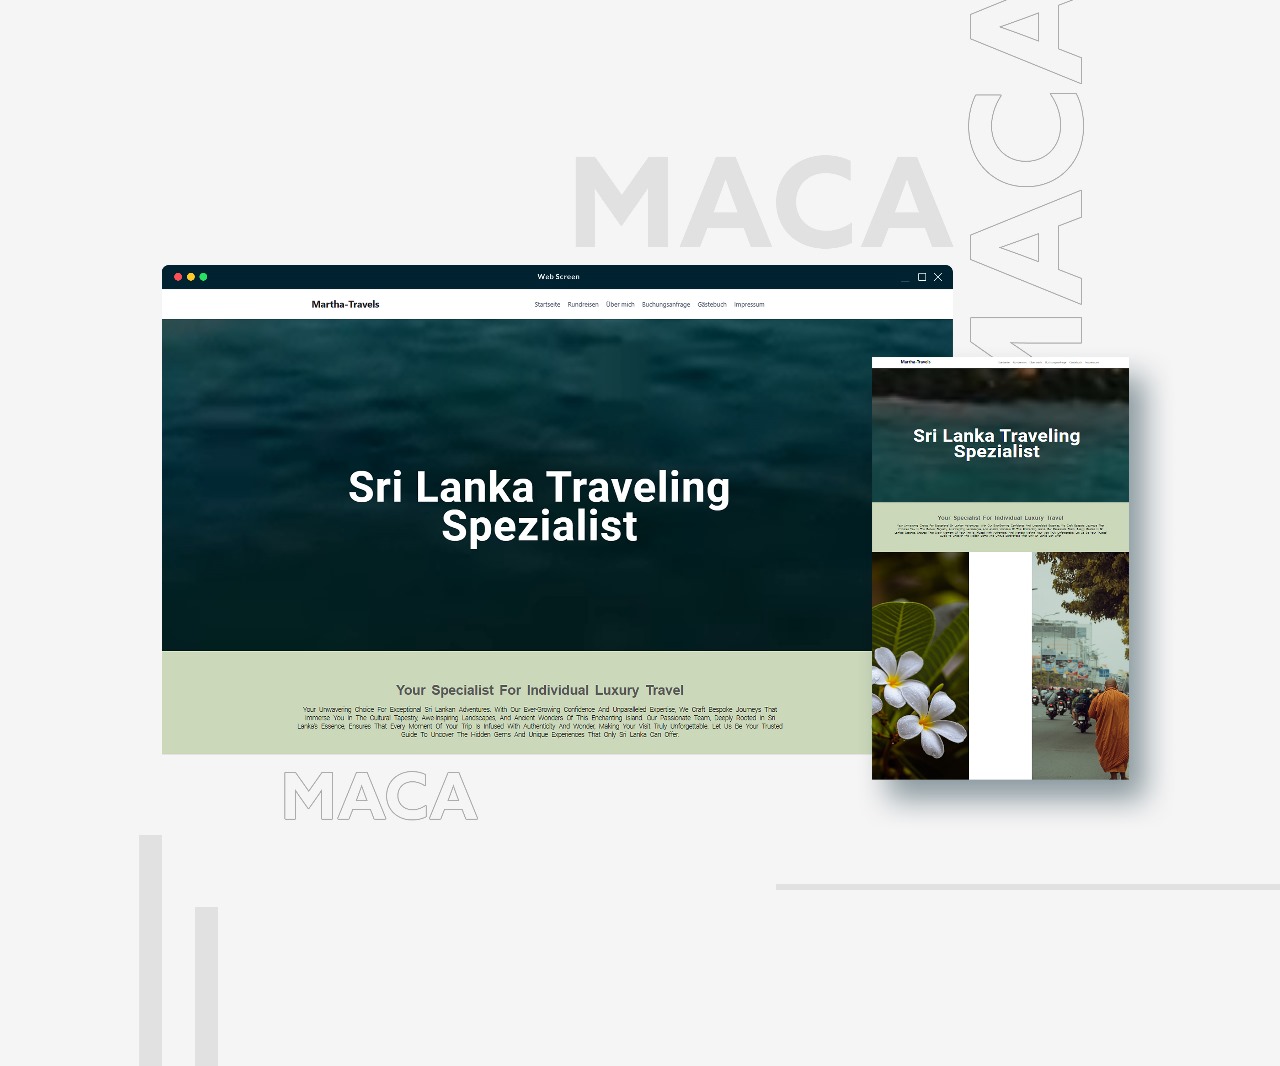 MACA
MACA
Web Screen
Martha-Travels
Startseite Rundreisen Über mich Buchungsanfrage Gästebuch Impressum
Sri Lanka Traveling
Spezialist
Your Specialist For Individual Luxury Travel
Your Unwavering Choice For Exceptional Sri Lankan Adventures. With Our Ever-Growing Confidence And Unparalleled Expertise, We Craft Bespoke Journeys That
Immerse You In The Cultural Tapestry, Awe-Inspiring Landscapes, And Ancient Wonders Of This Enchanting Island. Our Passionate Team, Deeply Rooted In Sri
Lanka's Essence, Ensures That Every Moment Of Your Trip Is Infused With Authenticity And Wonder, Making Your Visit Truly Unforgettable. Let Us Be Your Trusted
Guide To Uncover The Hidden Gems And Unique Experiences That Only Sri Lanka Can Offer.
Martha-Travels
Sri Lanka Traveling
Spezialist
Your Specialist For Individual Luxury Travel
MACA